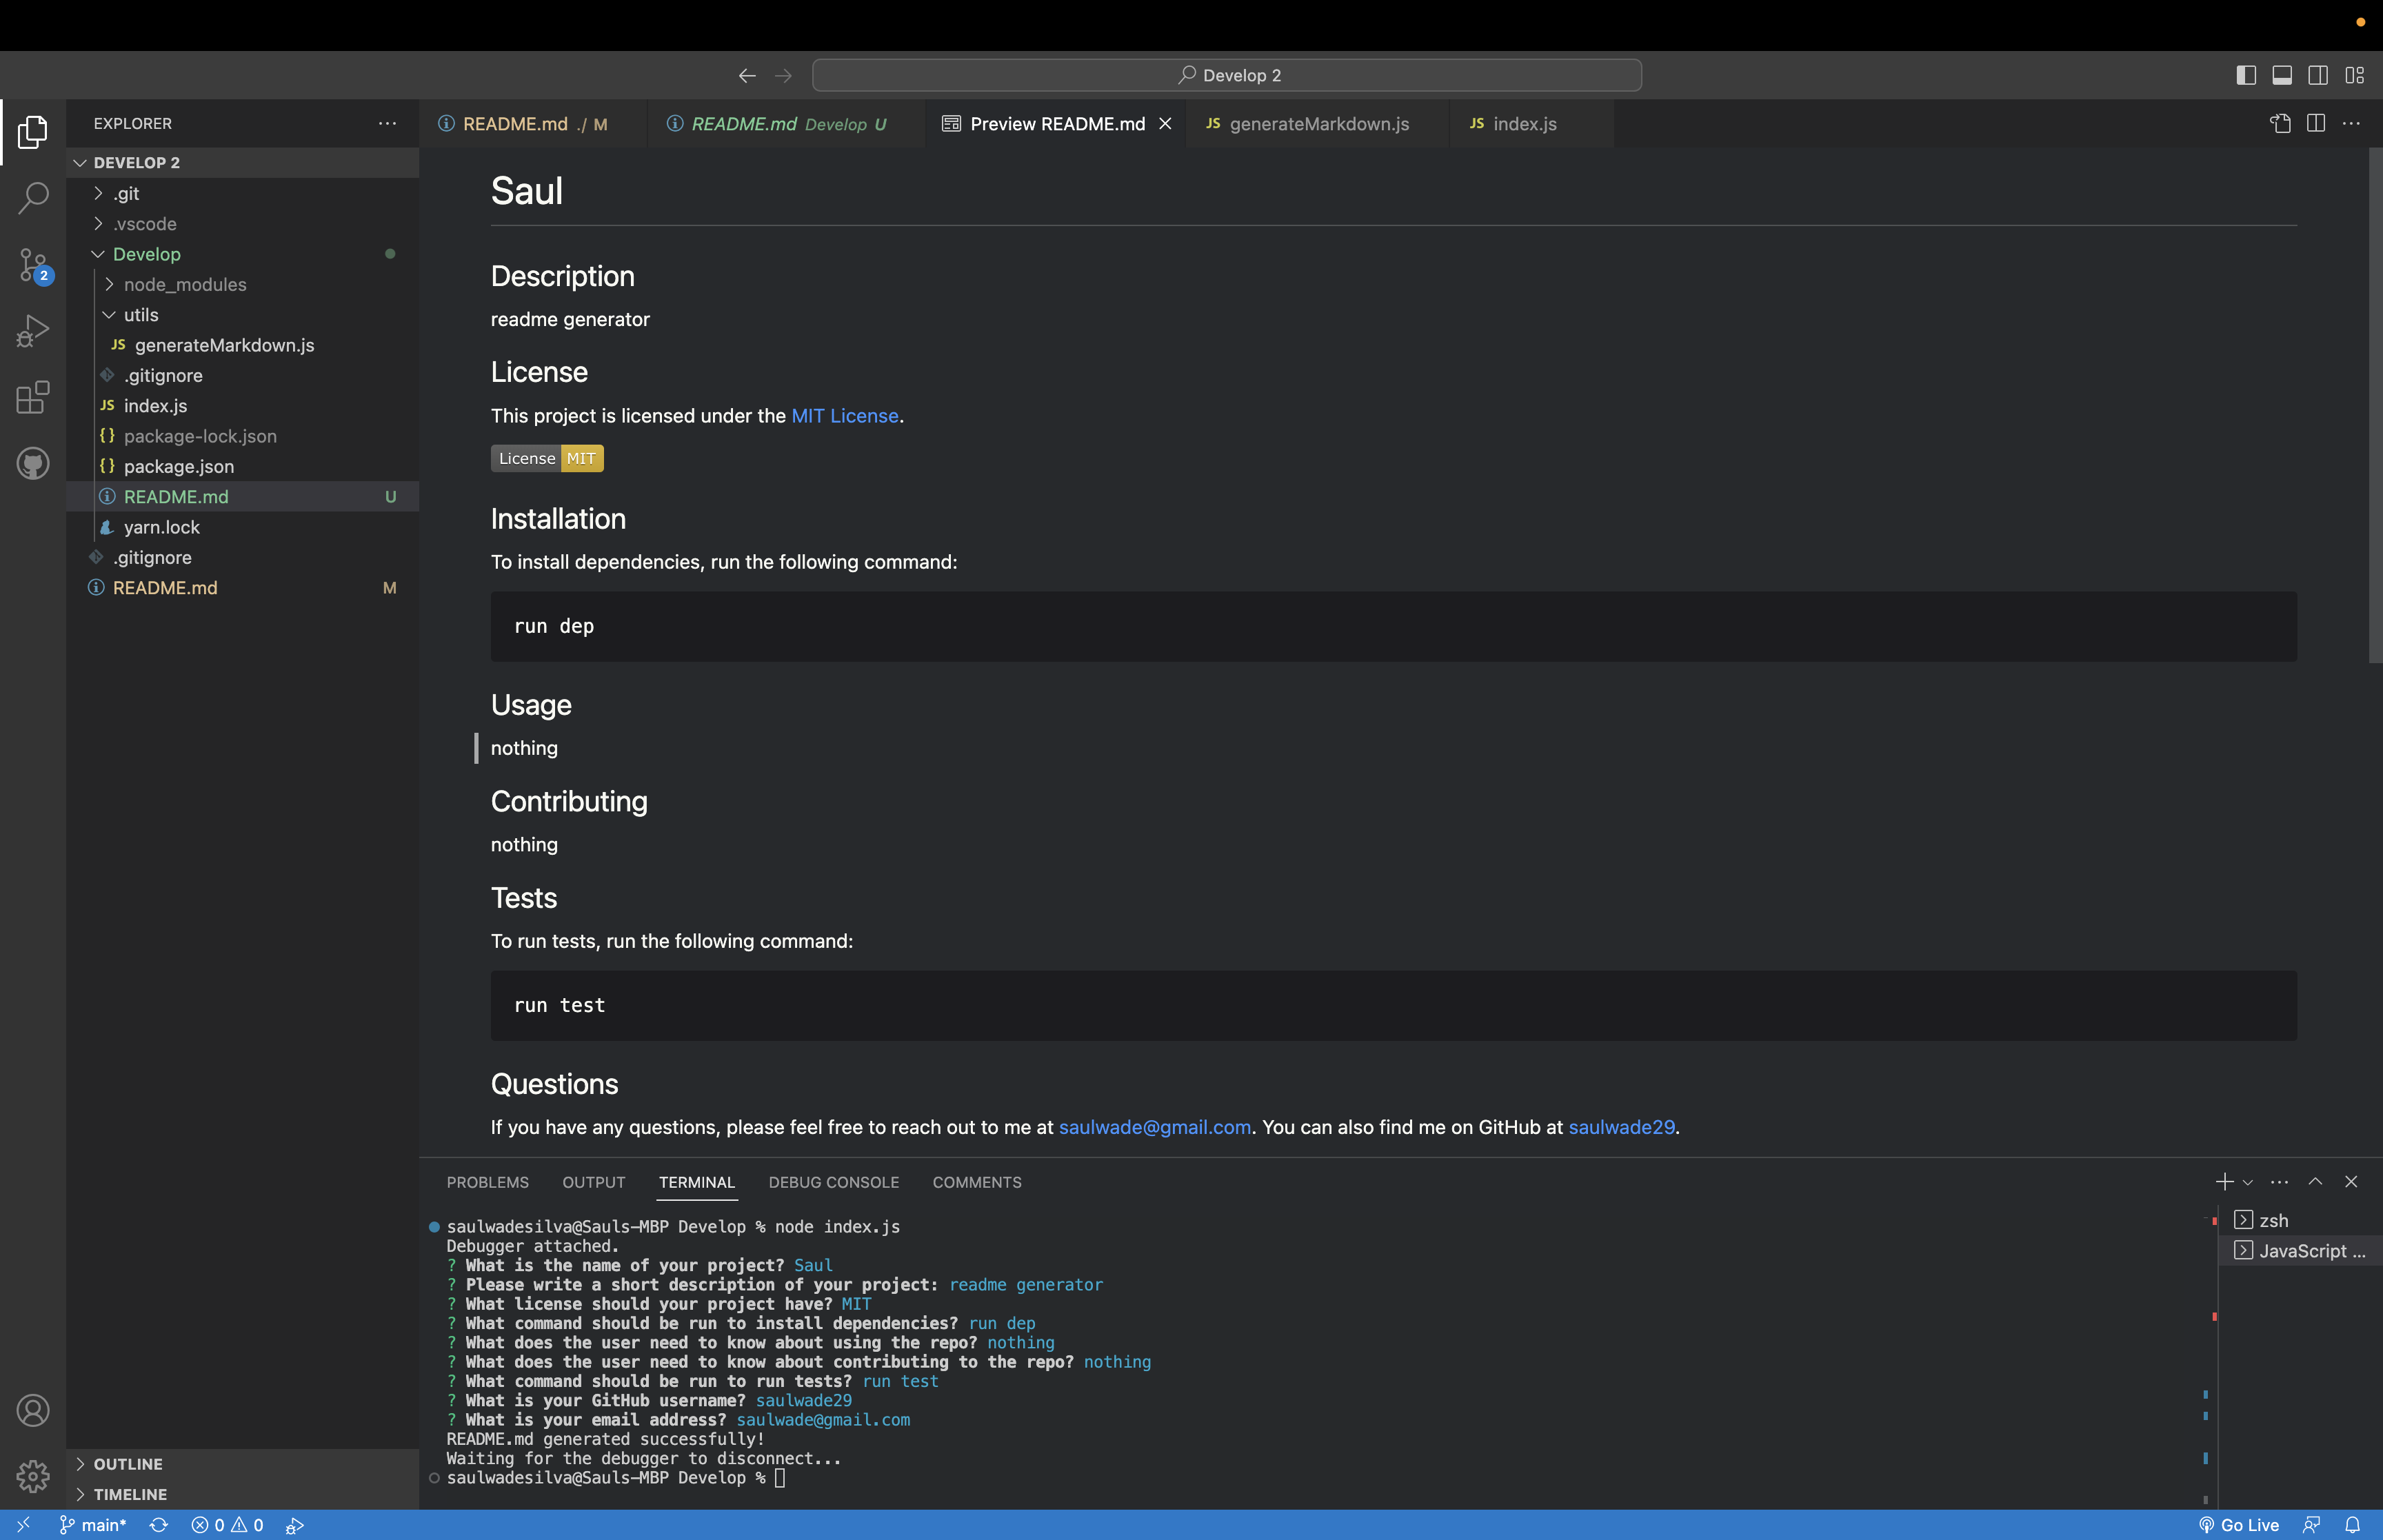 Develop 2
EXPLORER
README.md ./ M
README.md Develop U
Preview README.md
JS generateMarkdown.js
JS index.js
DEVELOP 2
.git
.vscode
Develop
node_modules
utils
JS generateMarkdown.js
.gitignore
JS index.js
{} package-lock.json
{} package.json
README.md U
yarn.lock
.gitignore
README.md M
OUTLINE
TIMELINE
2
Saul
Description
readme generator
License
This project is licensed under the MIT License.
License MIT
Installation
To install dependencies, run the following command:
run dep
Usage
nothing
Contributing
nothing
Tests
To run tests, run the following command:
run test
Questions
If you have any questions, please feel free to reach out to me at saulwade@gmail.com. You can also find me on GitHub at saulwade29.
PROBLEMS OUTPUT TERMINAL DEBUG CONSOLE COMMENTS
saulwadesilva@Sauls-MBP Develop % node index.js
Debugger attached.
? What is the name of your project? Saul
? Please write a short description of your project: readme generator
? What license should your project have? MIT
? What command should be run to install dependencies? run dep
? What does the user need to know about using the repo? nothing
? What does the user need to know about contributing to the repo? nothing
? What command should be run to run tests? run test
? What is your GitHub username? saulwade29
? What is your email address? saulwade@gmail.com
README.md generated successfully!
Waiting for the debugger to disconnect...
saulwadesilva@Sauls-MBP Develop %
zsh
JavaScript ...
main* 0 0
Go Live